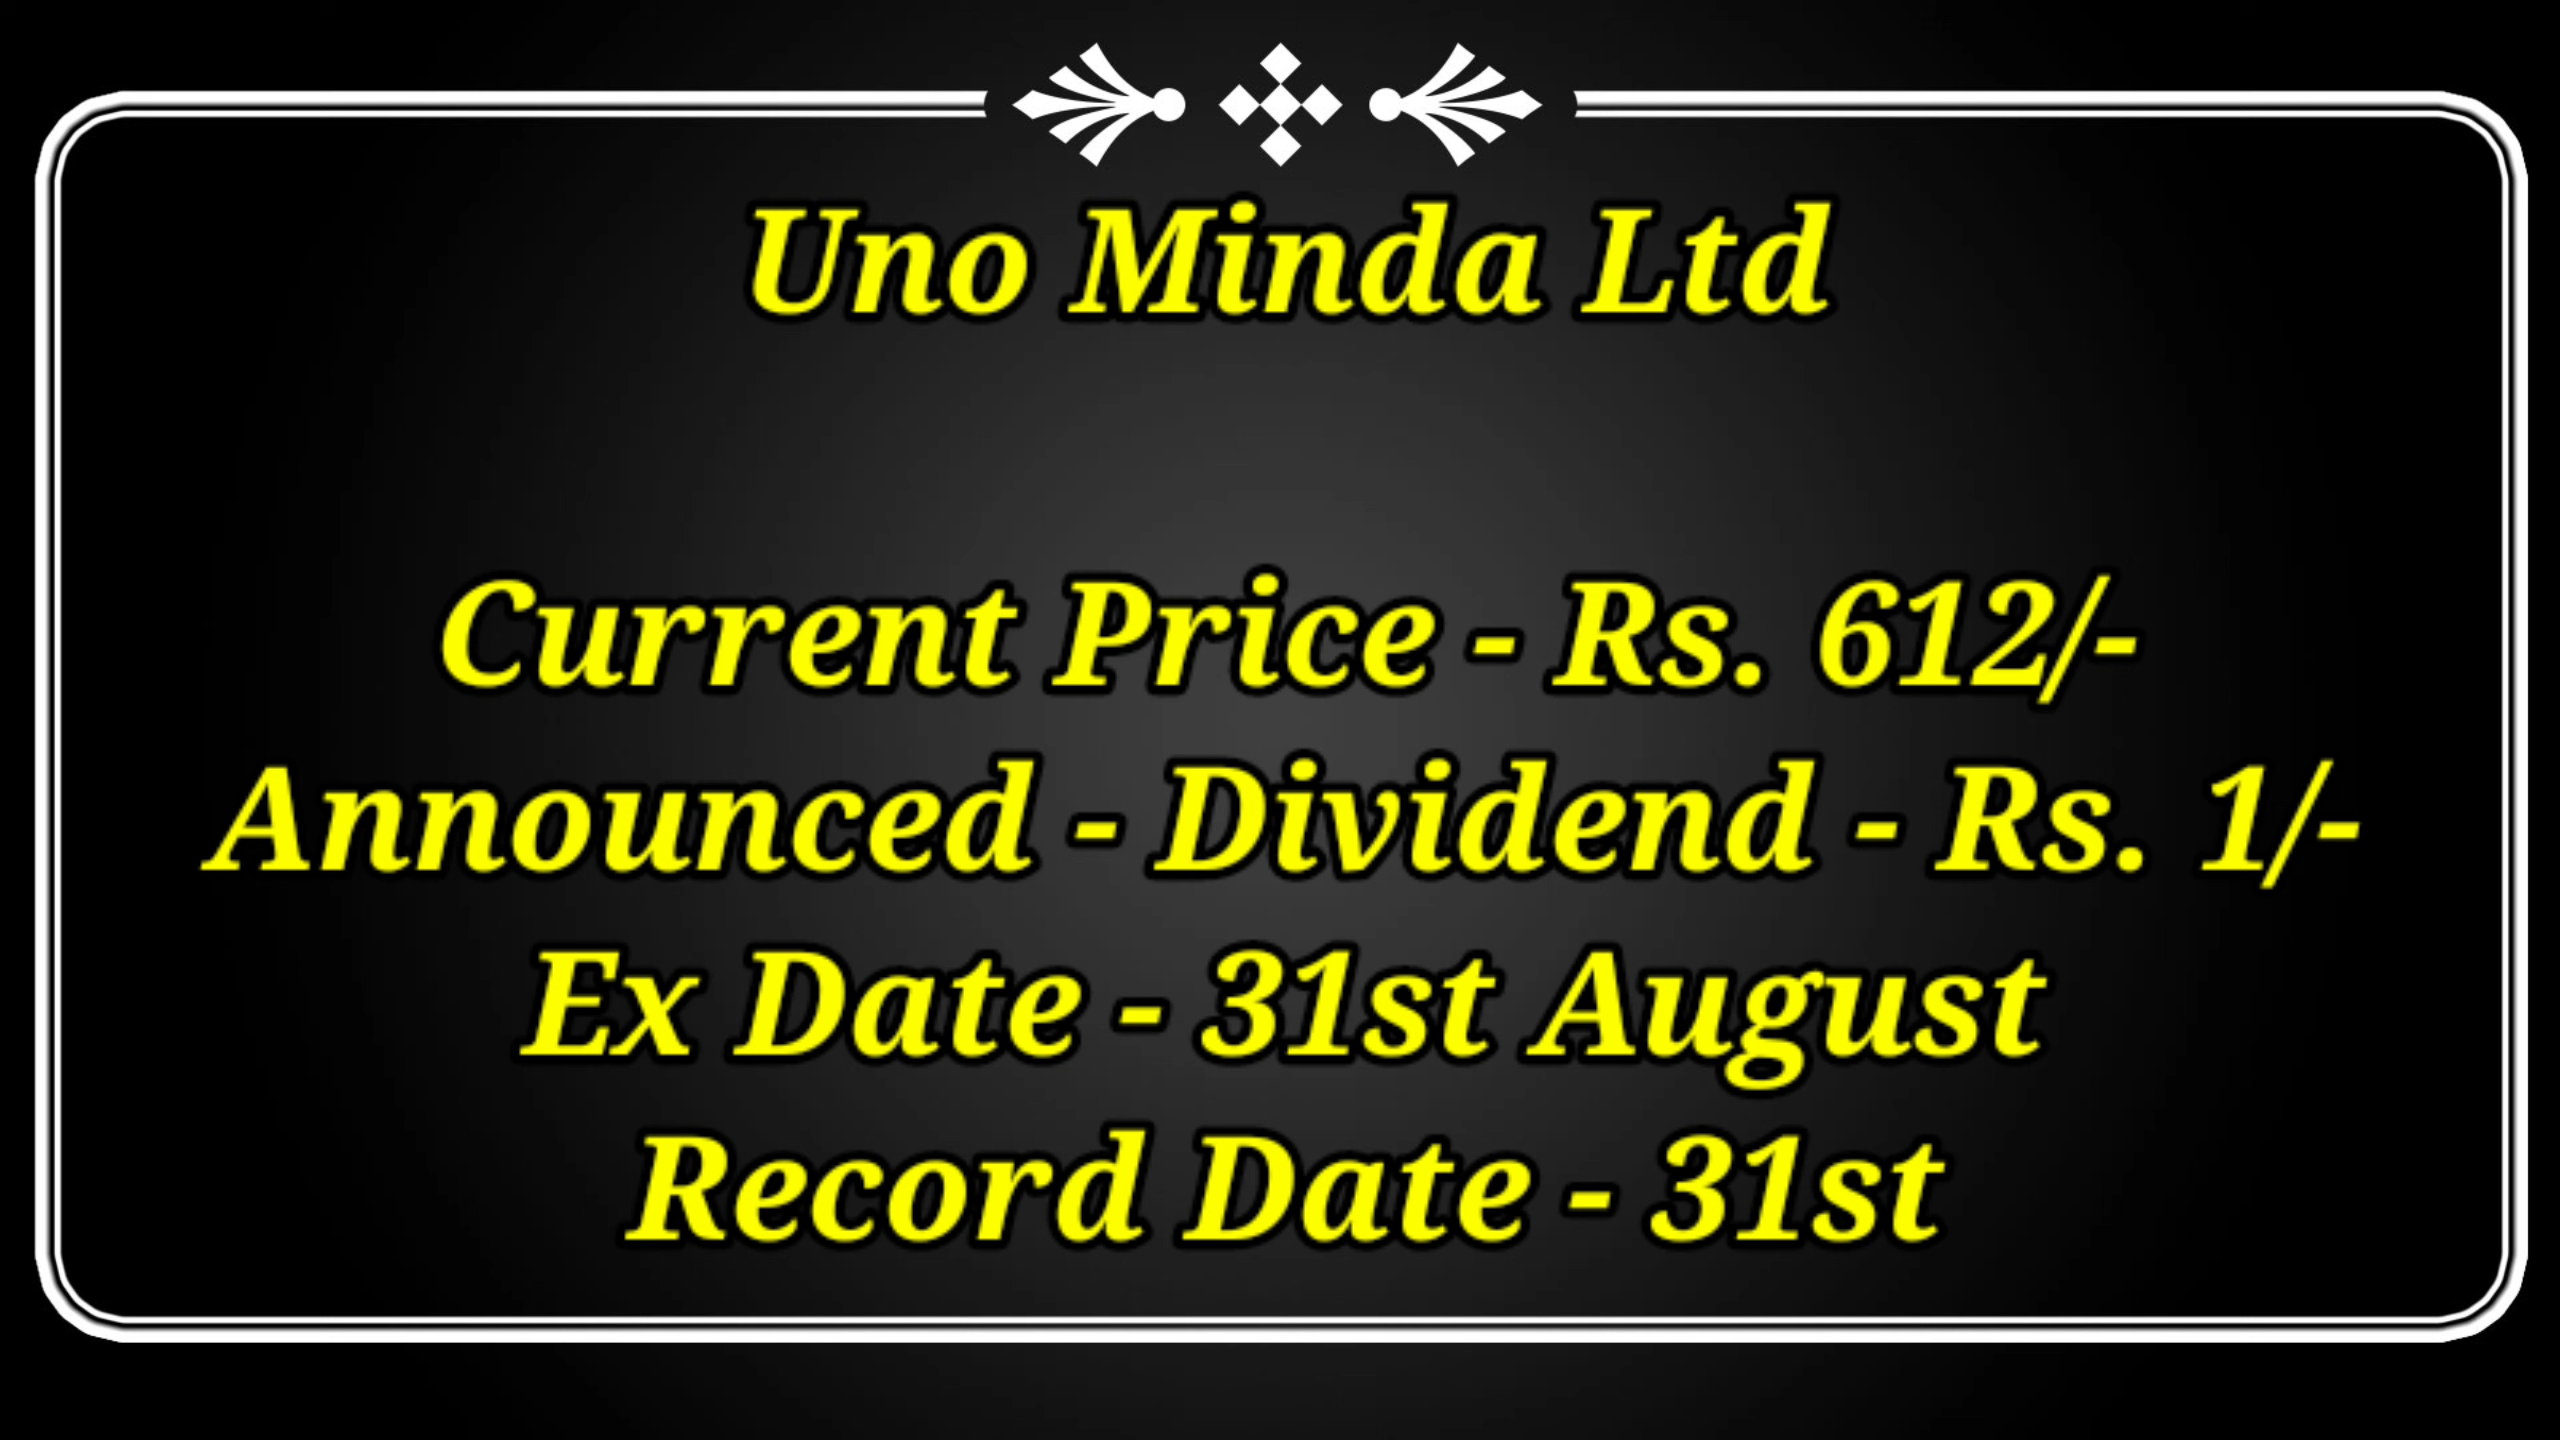 Uno Minda Ltd
Current Price - Rs. 612/-
Announced - Dividend - Rs. 1/-
Ex Date - 31st August
Record Date - 31st